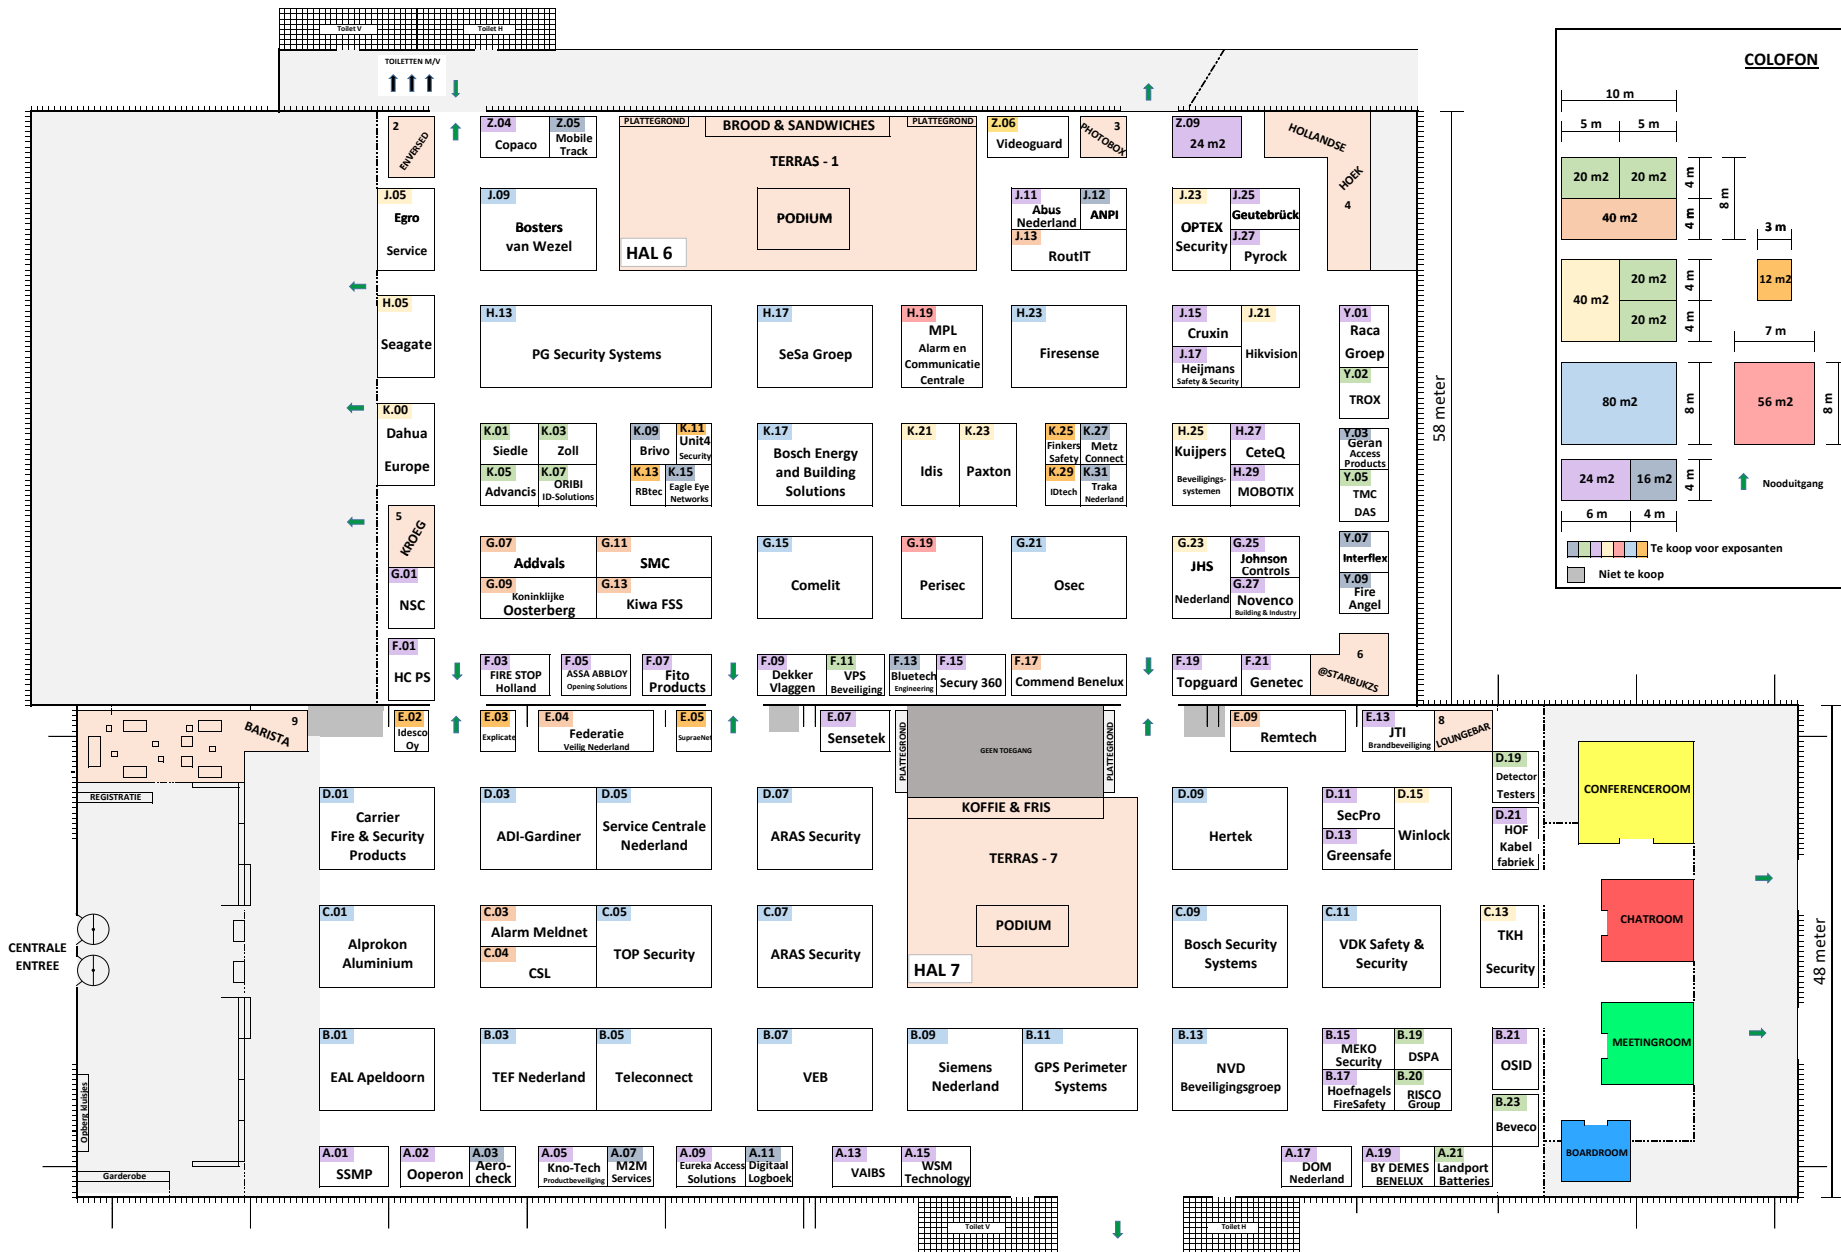 Toilet V
Toilet H
TOILETTEN M/V
COLOFON
10 m
5 m
5 m
20 m2
20 m2
4 m
8 m
40 m2
4 m
3 m
40 m2
20 m2
4 m
12 m2
20 m2
4 m
7 m
80 m2
8 m
56 m2
8 m
24 m2
16 m2
4 m
Nooduitgang
6 m
4 m
Te koop voor exposanten
Niet te koop
2
ENVERSED
Z.04
Copaco
Z.05
Mobile
Track
PLATTEGROND
BROOD & SANDWICHES
PLATTEGROND
TERRAS - 1
PODIUM
HAL 6
Z.06
Videoguard
3
PHOTOBOX
Z.09
24 m2
HOLLANDSE
HOEK
4
J.05
Egro
Service
J.09
Bosters
van Wezel
J.11
Abus
Nederland
J.12
ANPI
J.13
RoutIT
J.23
OPTEX
Security
J.25
Geutebrück
J.27
Pyrock
H.05
Seagate
H.13
PG Security Systems
H.17
SeSa Groep
H.19
MPL
Alarm en
Communicatie
Centrale
H.23
Firesense
J.15
Cruxin
J.17
Heijmans
Safety & Security
J.21
Hikvision
Y.01
Raca
Groep
Y.02
TROX
58 meter
K.00
Dahua
Europe
K.01
Siedle
K.03
Zoll
K.05
Advancis
K.07
ORIBI
ID-Solutions
K.09
Brivo
K.11
Unit4
Security
K.13
RBtec
K.15
Eagle Eye
Networks
K.17
Bosch Energy
and Building
Solutions
K.21
Idis
K.23
Paxton
K.25
Finkers
Safety
K.27
Metz
Connect
K.29
IDtech
K.31
Traka
Nederland
H.25
Kuijpers
Beveiligings-
systemen
H.27
CeteQ
H.29
MOBOTIX
Y.03
Geran
Access
Products
Y.05
TMC
DAS
5
KROEG
G.01
NSC
G.07
Addvals
G.11
SMC
G.09
Koninklijke
Oosterberg
G.13
Kiwa FSS
G.15
Comelit
G.19
Perisec
G.21
Osec
G.23
JHS
Nederland
G.25
Johnson
Controls
G.27
Novenco
Building & Industry
Y.07
Interflex
Y.09
Fire
Angel
F.01
HC PS
F.03
FIRE STOP
Holland
F.05
ASSA ABBLOY
Opening Solutions
F.07
Fito
Products
F.09
Dekker
Vlaggen
F.11
VPS
Beveiliging
F.13
Bluetech
Engineering
F.15
Secury 360
F.17
Commend Benelux
F.19
Topguard
F.21
Genetec
6
@STARBUKZS
9
BARISTA
E.02
Idesco
Oy
E.03
Explicate
E.04
Federatie
Veilig Nederland
E.05
SupraeNet
E.07
Sensetek
PLATTEGROND
GEEN TOEGANG
PLATTEGROND
E.09
Remtech
E.13
JTI
Brandbeveiliging
8
LOUNGEBAR
REGISTRATIE
D.01
Carrier
Fire & Security
Products
D.03
ADI-Gardiner
D.05
Service Centrale
Nederland
D.07
ARAS Security
KOFFIE & FRIS
TERRAS - 7
PODIUM
HAL 7
D.09
Hertek
D.11
SecPro
D.13
Greensafe
D.15
Winlock
D.19
Detector
Testers
D.21
HOF
Kabel
fabriek
CONFERENCEROOM
CENTRALE
ENTREE
C.01
Alprokon
Aluminium
C.03
Alarm Meldnet
C.04
CSL
C.05
TOP Security
C.07
ARAS Security
C.09
Bosch Security
Systems
C.11
VDK Safety &
Security
C.13
TKH
Security
CHATROOM
48 meter
B.01
EAL Apeldoorn
B.03
TEF Nederland
B.05
Teleconnect
B.07
VEB
B.09
Siemens
Nederland
B.11
GPS Perimeter
Systems
B.13
NVD
Beveiligingsgroep
B.15
MEKO
Security
B.17
Hoefnagels
FireSafety
B.19
DSPA
B.20
RISCO
Group
B.21
OSID
B.23
Beveco
MEETINGROOM
BOARDROOM
Opberg kluisjes
Garderobe
A.01
SSMP
A.02
Ooperon
A.03
Aero-
check
A.05
Kno-Tech
Productbeveiliging
A.07
M2M
Services
A.09
Eureka Access
Solutions
A.11
Digitaal
Logboek
A.13
VAIBS
A.15
WSM
Technology
A.17
DOM
Nederland
A.19
BY DEMES
BENELUX
A.21
Landport
Batteries
Toilet V
Toilet H